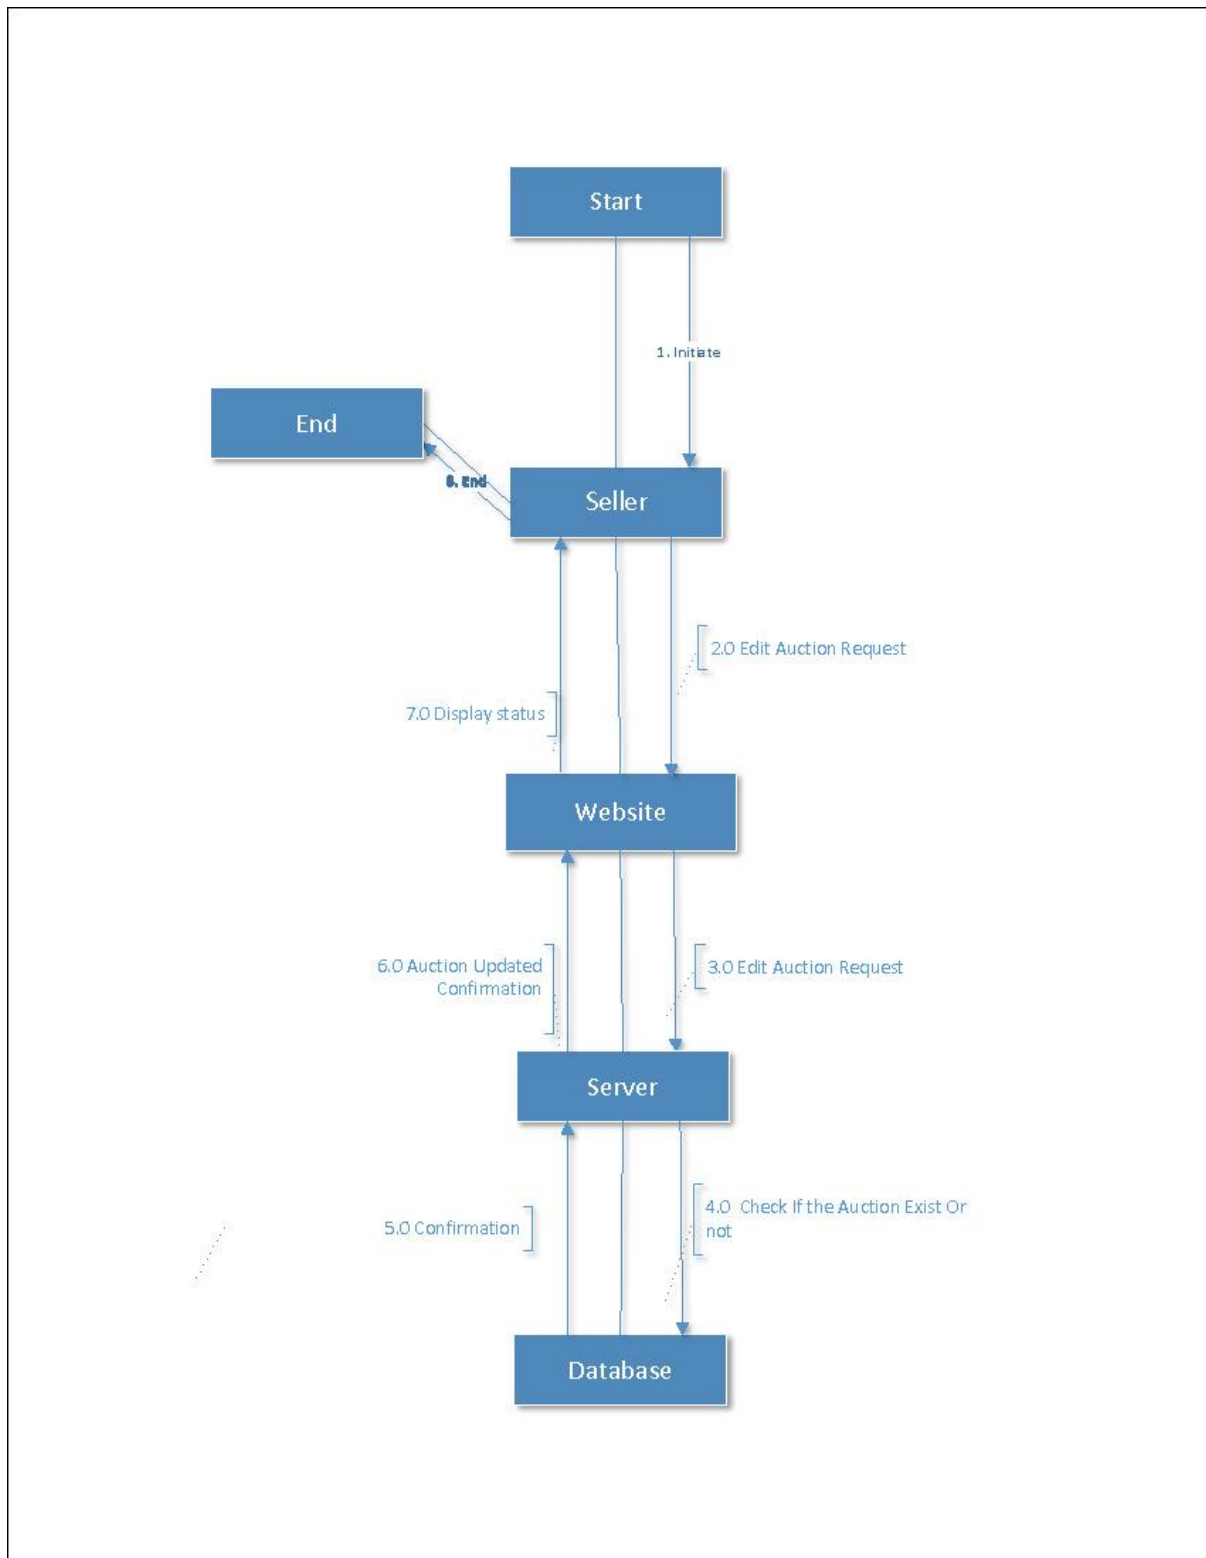 Start
1. Initiate
End
8. End
Seller
2.0 Edit Auction Request
7.0 Display status
Website
6.0 Auction Updated
Confirmation
3.0 Edit Auction Request
Server
4.0 Check If the Auction Exist Or
not
5.0 Confirmation
Database